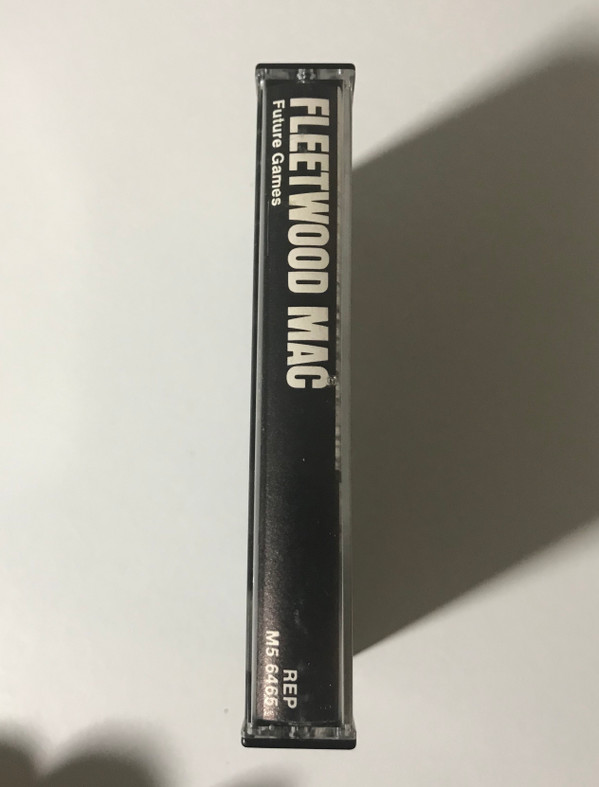 FLEETWOOD MAC
Future Games
REP
M5 6465